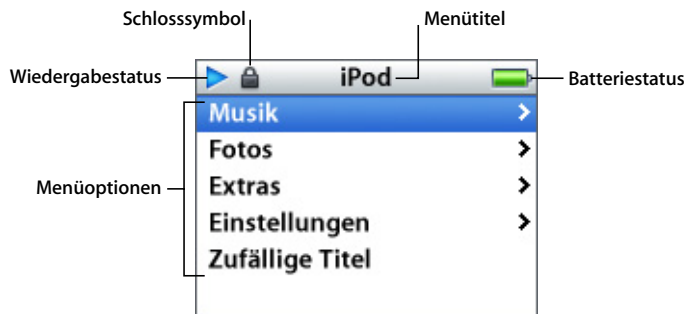 Schlosssymbol
Menütitel
Wiedergabestatus
iPod
Batteriestatus
Musik
Fotos
Menüoptionen
Extras
Einstellungen
Zufällige Titel